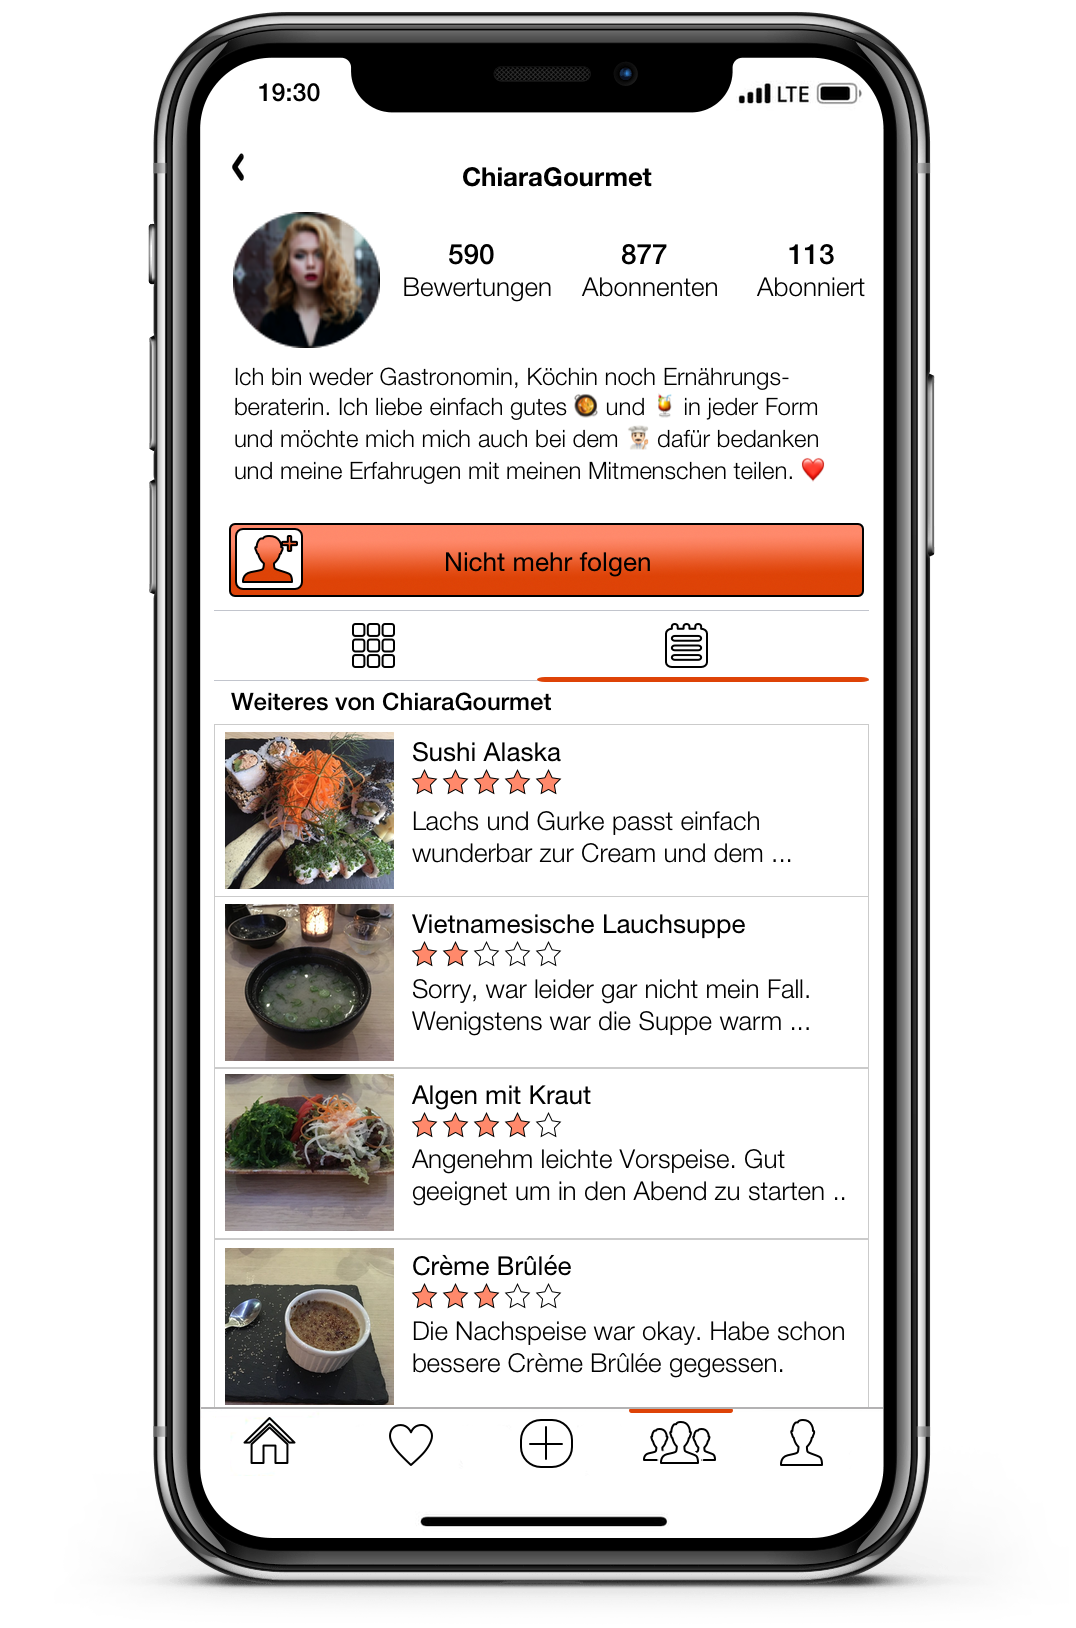 19:30
LTE
ChiaraGourmet
590
877
113
Bewertungen
Abonnenten
Abonniert
Ich bin weder Gastronomin, Köchin noch Ernährungs-
beraterin. Ich liebe einfach gutes 🥘 und 🍹 in jeder Form
und möchte mich mich auch bei dem 👨🏻‍🍳 dafür bedanken
und meine Erfahrugen mit meinen Mitmenschen teilen. ❤️
Nicht mehr folgen
Weiteres von ChiaraGourmet
Sushi Alaska
Lachs und Gurke passt einfach
wunderbar zur Cream und dem ...
Vietnamesische Lauchsuppe
Sorry, war leider gar nicht mein Fall.
Wenigstens war die Suppe warm ...
Algen mit Kraut
Angenehm leichte Vorspeise. Gut
geeignet um in den Abend zu starten ..
Crème Brûlée
Die Nachspeise war okay. Habe schon
bessere Crème Brûlée gegessen.